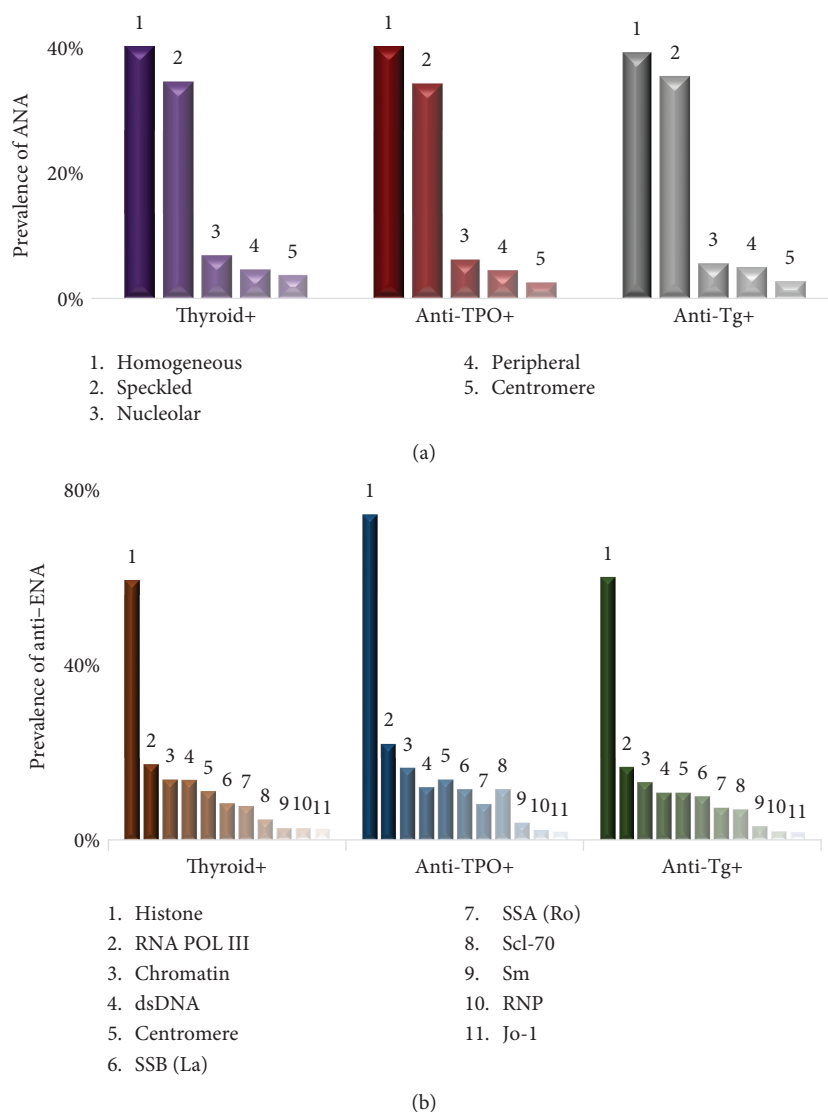 Prevalence of ANA
40%
20%
0%
1
2
3
4
5
1
2
3
4
5
1
2
3
4
5
Thyroid+
Anti-TPO+
Anti-Tg+
1. Homogeneous
2. Speckled
3. Nucleolar
4. Peripheral
5. Centromere
(a)
Prevalence of anti–ENA
80%
40%
0%
1
2
3
4
5
6
7
8
9
10
11
1
2
3
4
5
6
7
8
9
10
11
1
2
3
4
5
6
7
8
9
10
11
Thyroid+
Anti-TPO+
Anti-Tg+
1. Histone
2. RNA POL III
3. Chromatin
4. dsDNA
5. Centromere
6. SSB (La)
7. SSA (Ro)
8. Scl-70
9. Sm
10. RNP
11. Jo-1
(b)